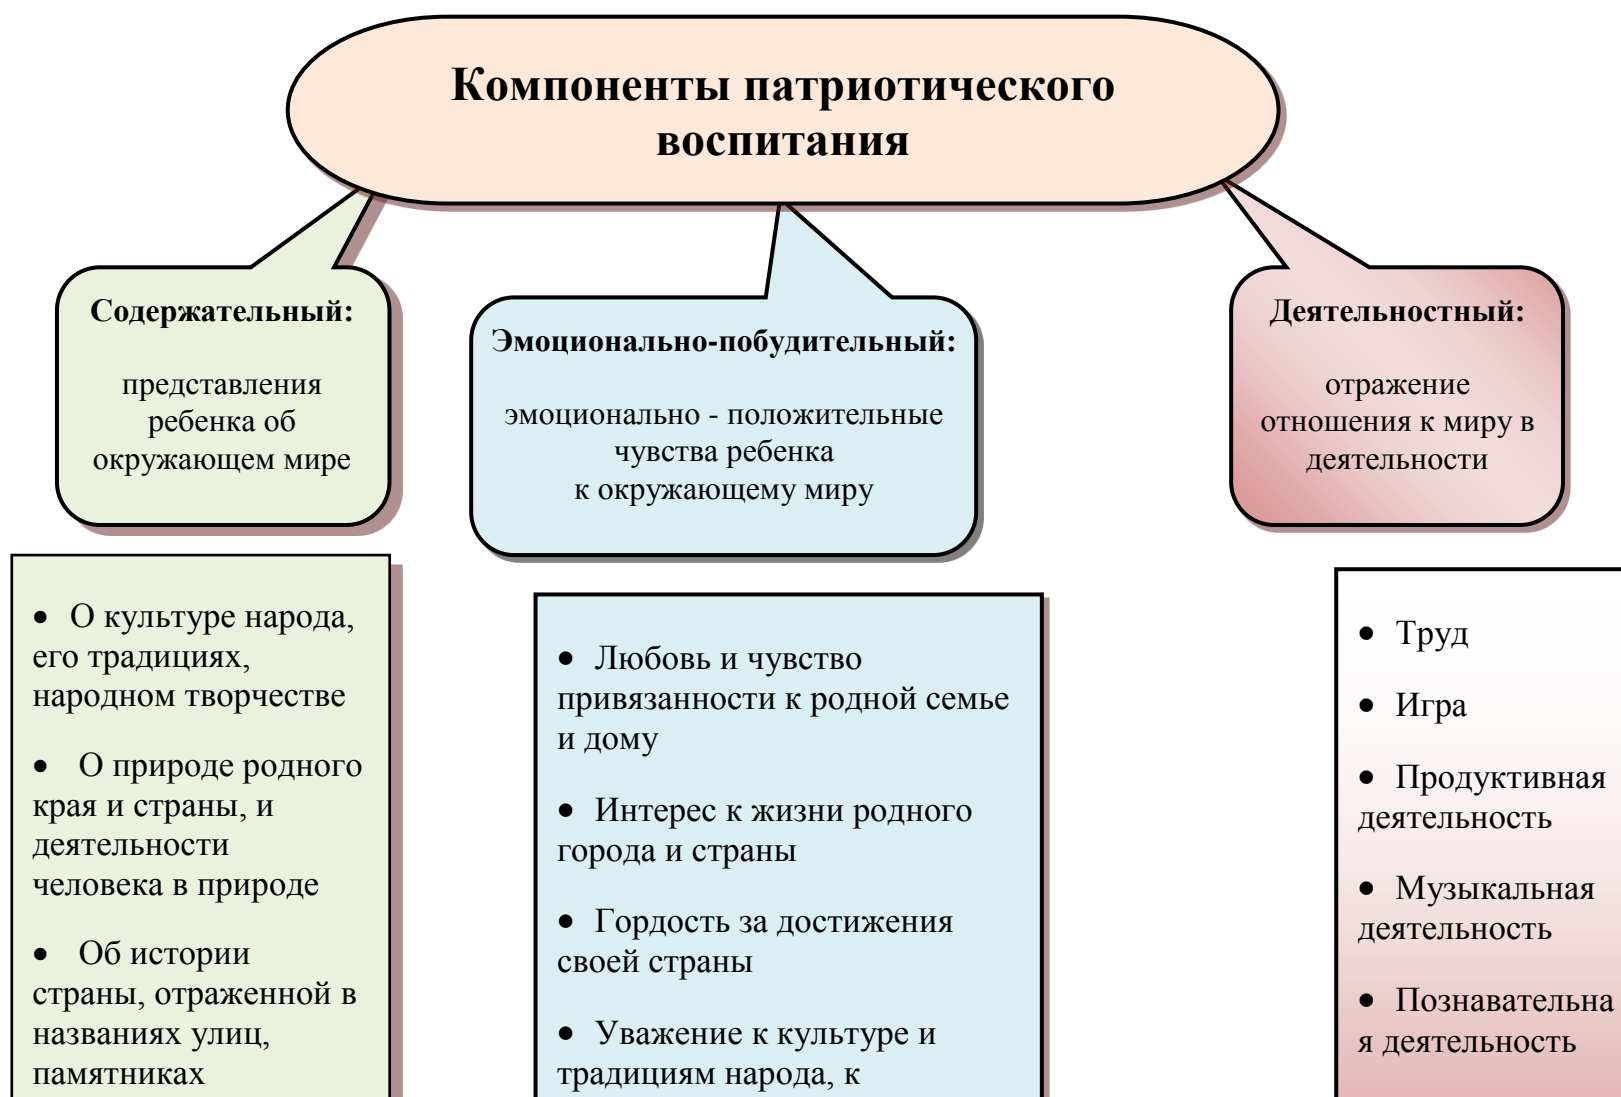 Компоненты патриотического
воспитания
Содержательный:
представления
ребенка об
окружающем мире
Эмоционально-побудительный:
эмоционально - положительные
чувства ребенка
к окружающему миру
Деятельностный:
отражение
отношения к миру в
деятельности
• О культуре народа,
его традициях,
народном творчестве
• О природе родного
края и страны, и
деятельности
человека в природе
• Об истории
страны, отраженной в
названиях улиц,
памятниках
• Любовь и чувство
привязанности к родной семье
и дому
• Интерес к жизни родного
города и страны
• Гордость за достижения
своей страны
• Уважение к культуре и
традициям народа, к
• Труд
• Игра
• Продуктивная
деятельность
• Музыкальная
деятельность
• Познавательна
я деятельность